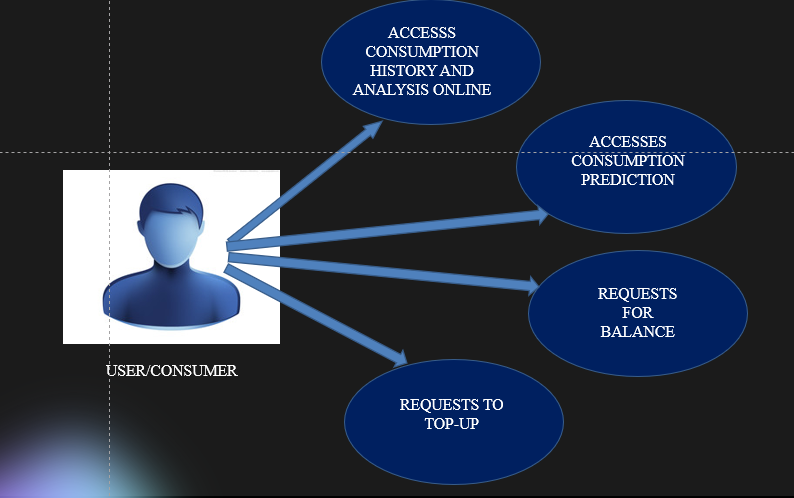 ACCESSS
CONSUMPTION
HISTORY AND
ANALYSIS ONLINE
ACCESSES
CONSUMPTION
PREDICTION
REQUESTS
FOR
BALANCE
USER/CONSUMER
REQUESTS TO
TOP-UP